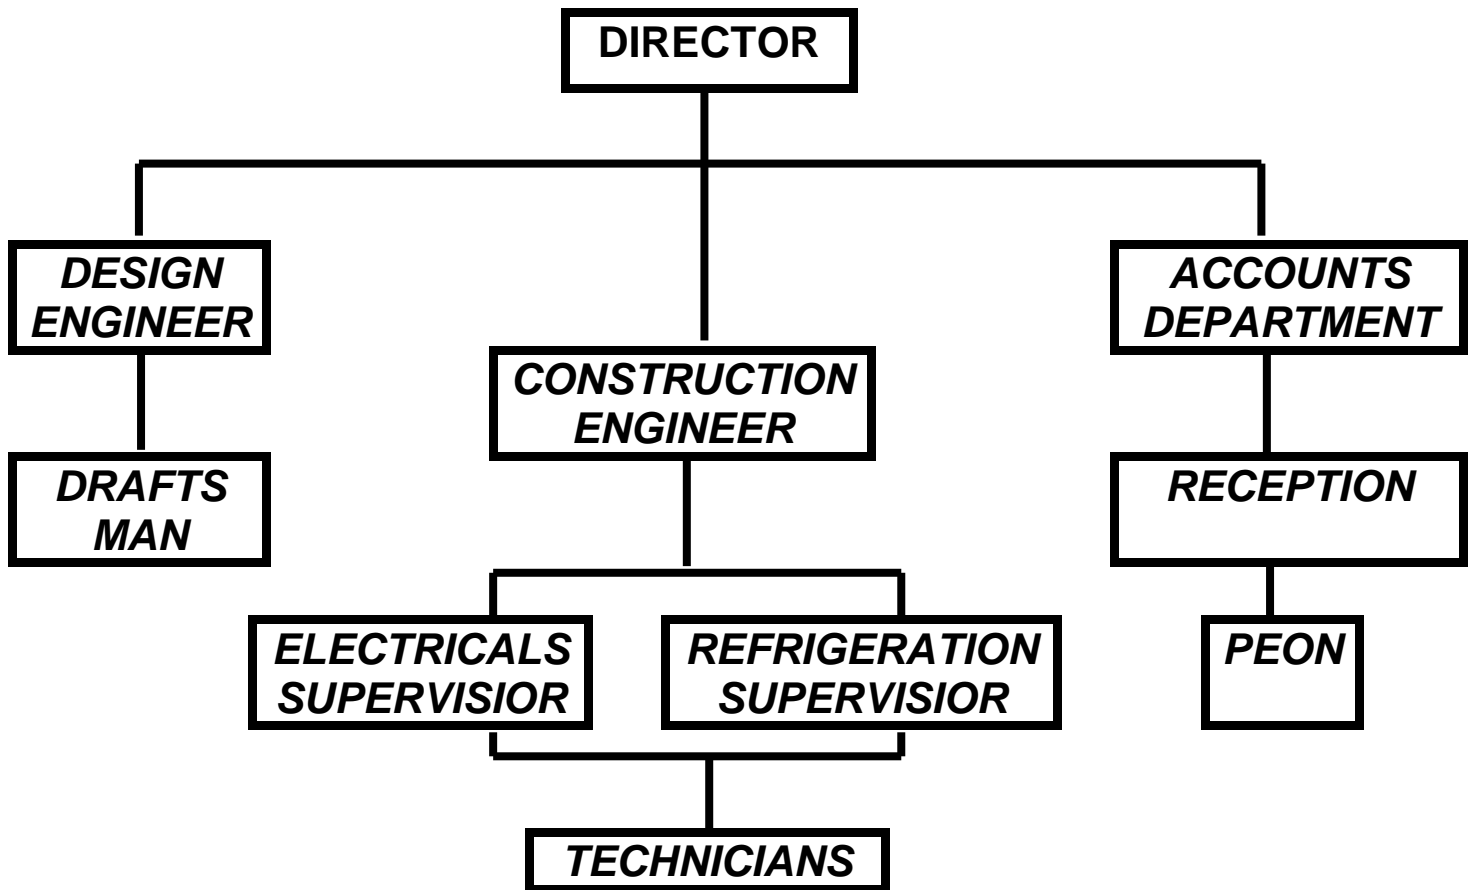 DIRECTOR
DESIGN
ENGINEER
ACCOUNTS
DEPARTMENT
CONSTRUCTION
ENGINEER
DRAFTS
MAN
RECEPTION
ELECTRICALS
SUPERVISIOR
REFRIGERATION
SUPERVISIOR
PEON
TECHNICIANS